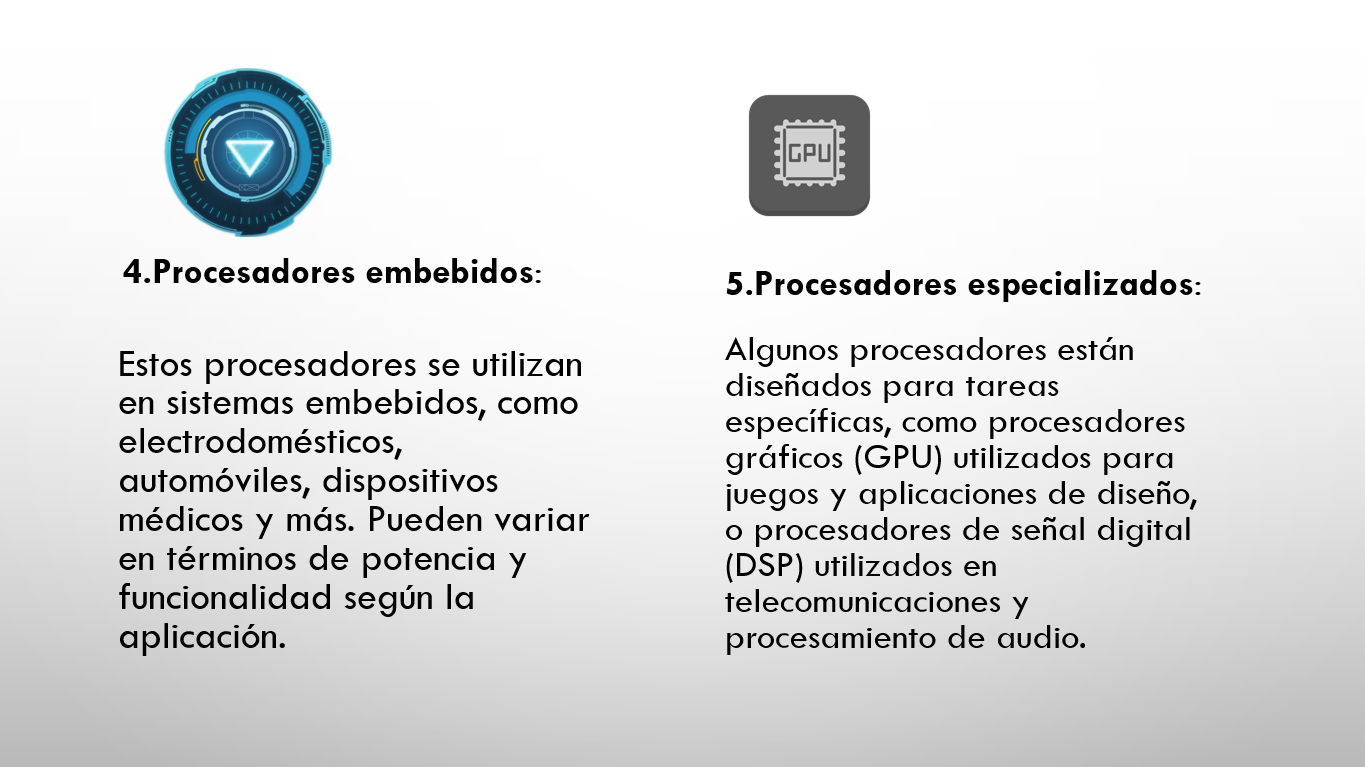 4.Procesadores embebidos:
Estos procesadores se utilizan
en sistemas embebidos, como
electrodomésticos,
automóviles, dispositivos
médicos y más. Pueden variar
en términos de potencia y
funcionalidad según la
aplicación.
GPU
5.Procesadores especializados:
Algunos procesadores están
diseñados para tareas
específicas, como procesadores
gráficos (GPU) utilizados para
juegos y aplicaciones de diseño,
o procesadores de señal digital
(DSP) utilizados en
telecomunicaciones y
procesamiento de audio.